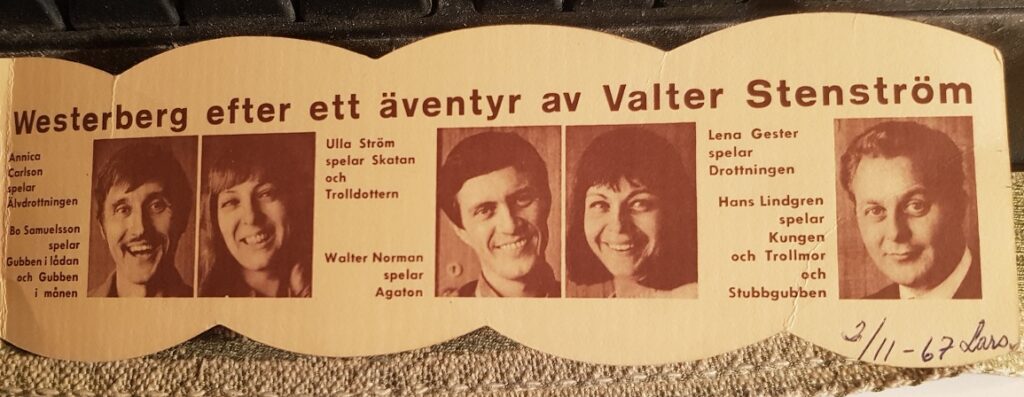 Westerberg efter ett äventyr av Valter Stenström
Annica
Carlson
spelar
Älvdrottningen
Bo Samuelsson
spelar
Gubben i lådan
och Gubben
i månen
Ulla Ström
spelar Skatan
och
Trolldottern
Walter Norman
spelar
Agaton
Lena Gester
spelar
Drottningen
Hans Lindgren
spelar
Kungen
och Trollmor
och
Stubbgubben
2/11-67 Lars.